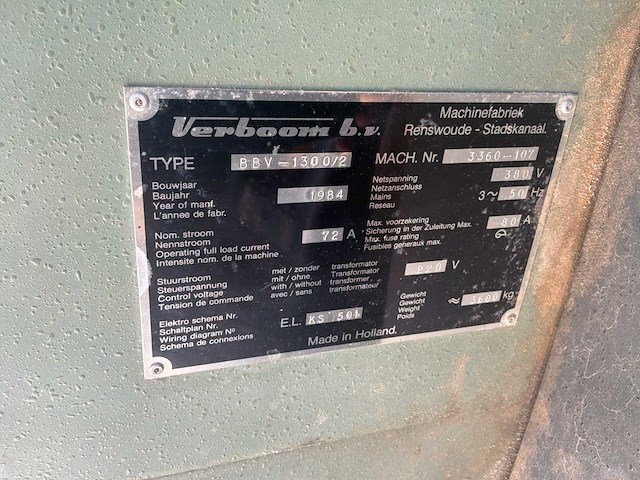 Verboom b.v.
Machinefabriek
Renswoude - Stadskanaal.
TYPE BBV-1300/2
MACH. Nr. 3360-107
Bouwjaar
Baujahr
Year of manf.
L'annee de fabr.
1984
Netspanning
Netzanschluss
Mains
Reseau
380 V
3~ 50 Hz
Nom. stroom
Nennstroom
Operating full load current
Intensite nom. de la machine
72 A
Max. voorzekering
Sicherung in der Zuleitung Max.
Max. fuse rating
Fusibles generaux max.
80 A
Stuurstroom
Steuerspannung
Control voltage
Tension de commande
met / zonder transformator
mit / ohne Transformator
with / without transformer
avec / sans transformateur
220 V
Elektro schema Nr.
Schaltplan Nr.
Wiring diagram Nº
Schema de connexions
E.L. KS 501
Gewicht
Gewicht
Weight
Poids
≈ 3600 kg
Made in Holland.